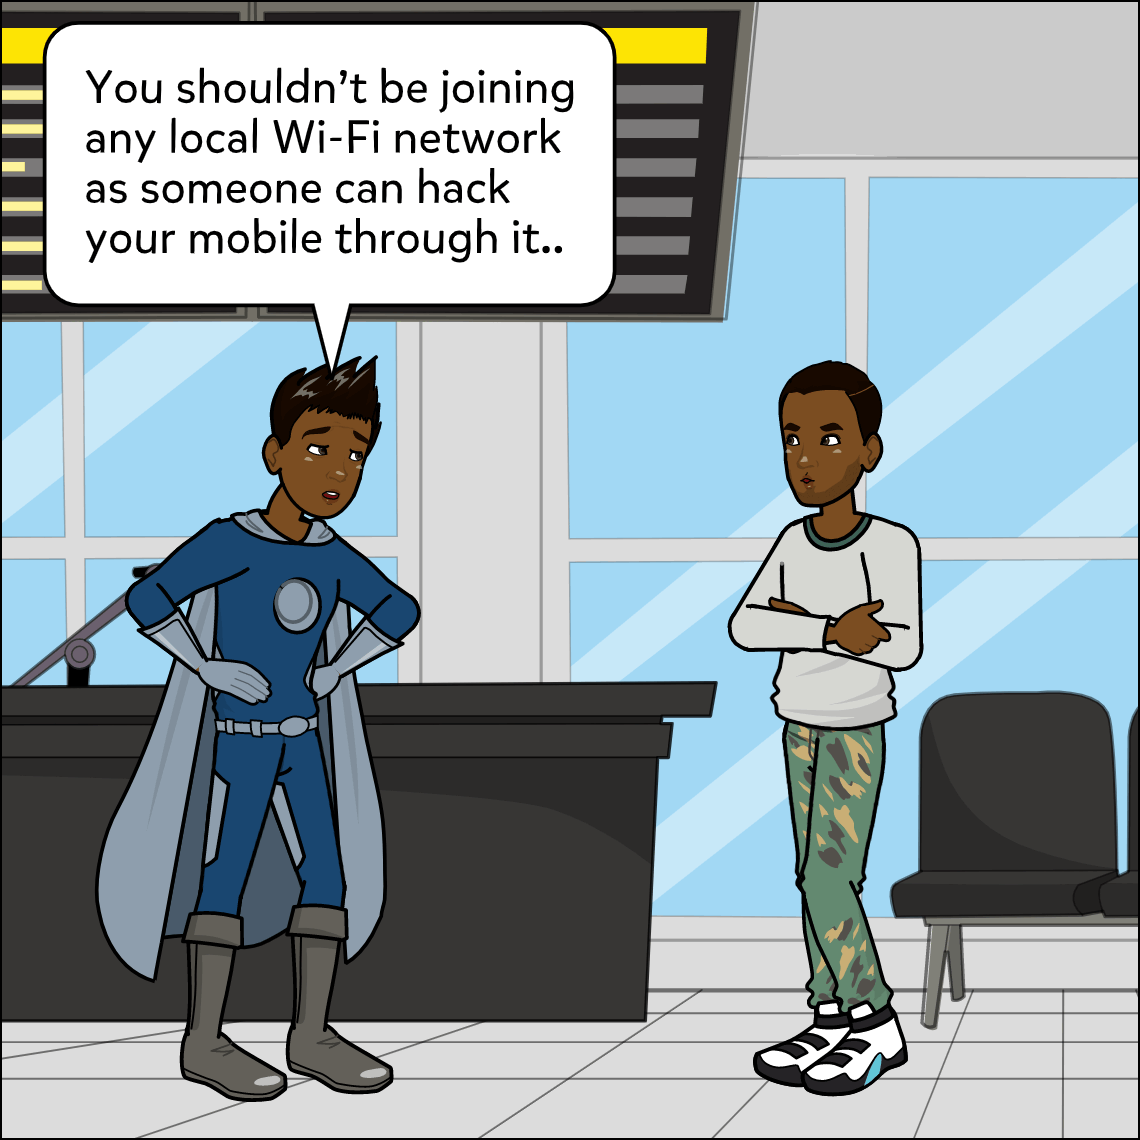 You shouldn't be joining
any local Wi-Fi network
as someone can hack
your mobile through it..